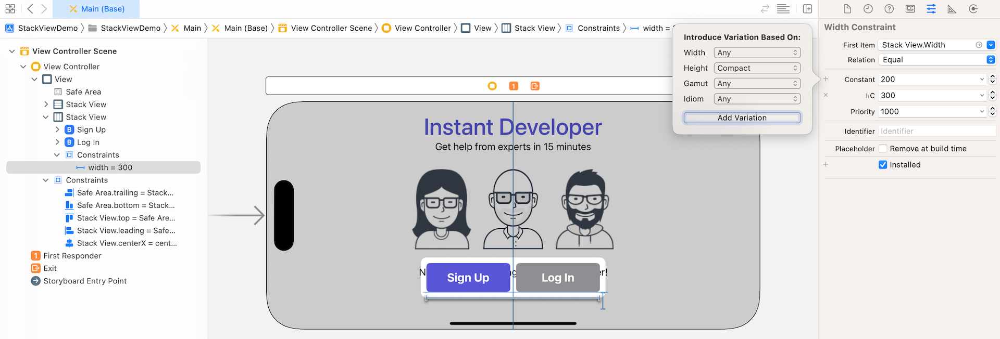 Main (Base)
StackViewDemo
StackViewDemo
Main
Main (Base)
View Controller Scene
View Controller
View
Stack View
Constraints
width =
View Controller Scene
View Controller
View
Safe Area
Stack View
Stack View
B Sign Up
B Log In
Constraints
width = 300
Constraints
Safe Area.trailing = Stack...
Safe Area.bottom = Stack...
Stack View.top = Safe Are...
Stack View.leading = Safe...
Stack View.centerX = cent...
1 First Responder
Exit
Storyboard Entry Point
1
Instant Developer
Get help from experts in 15 minutes
Sign Up
Log In
Introduce Variation Based On:
Width Any
Height Compact
Gamut Any
Idiom Any
Add Variation
Width Constraint
First Item Stack View.Width
Relation Equal
+ Constant 200
× hC 300
Priority 1000
Identifier Identifier
Placeholder Remove at build time
+ Installed